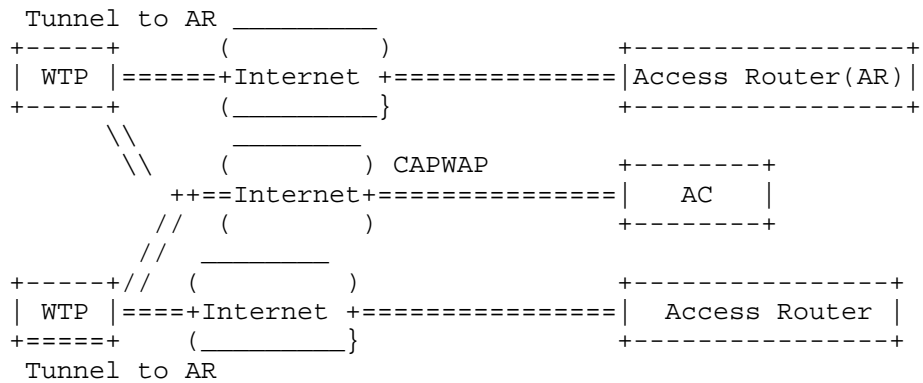 Tunnel to AR
WTP Internet Access Router(AR)
CAPWAP
Internet AC
WTP Internet Access Router
Tunnel to AR